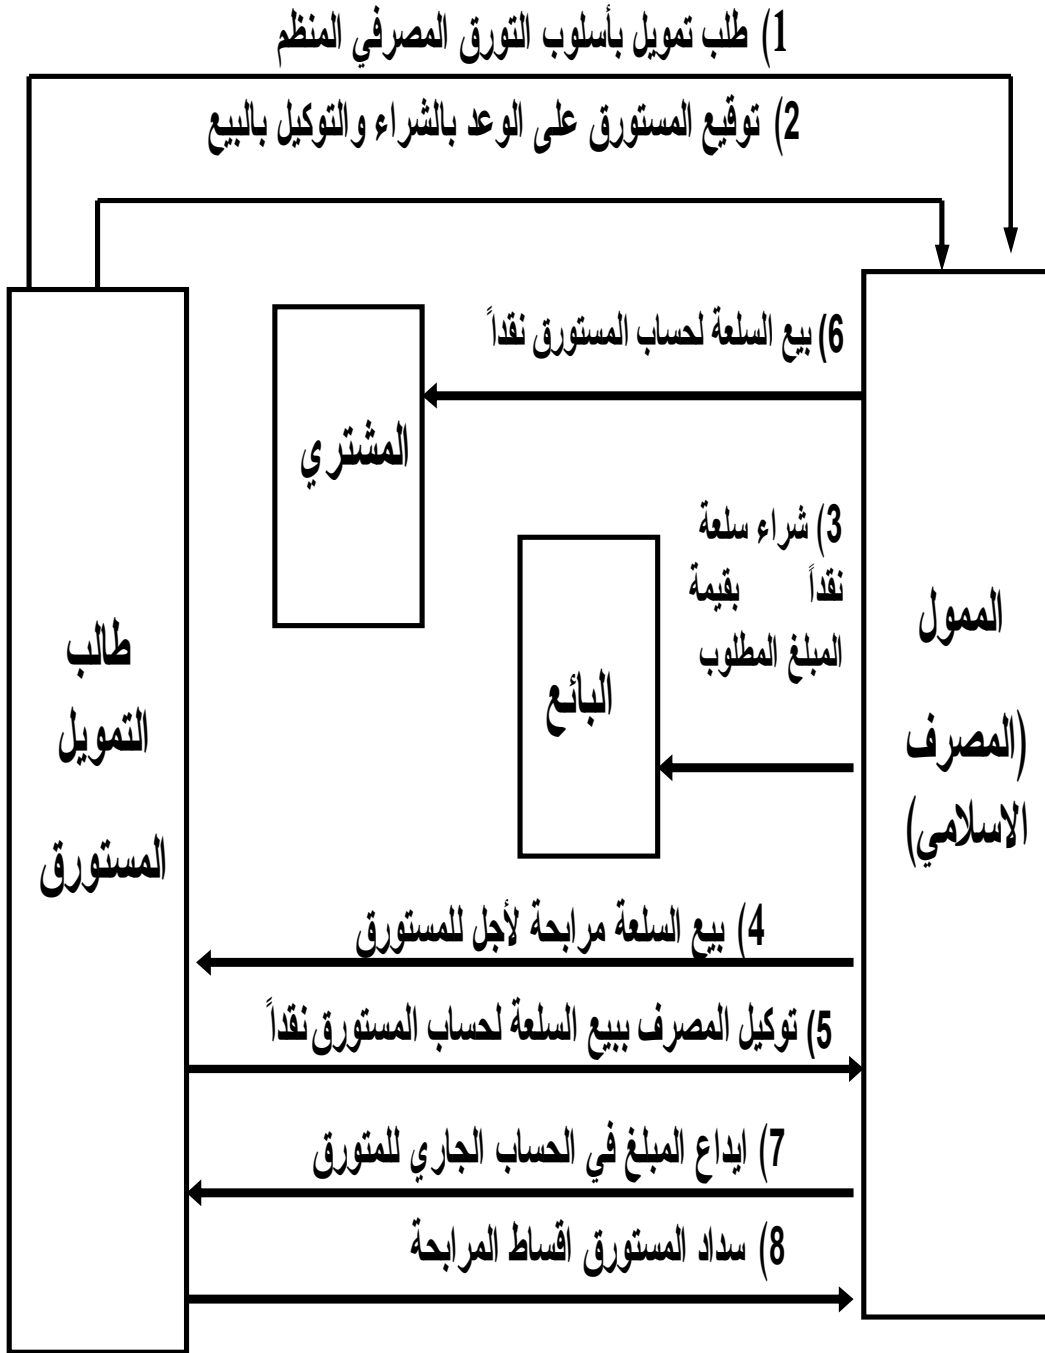 1) طلب تمويل بأسلوب التورق المصرفي المنظم
2) توقيع المستورق على الوعد بالشراء والتوكيل بالبيع
6) بيع السلعة لحساب المستورق نقداً
المشتري
3) شراء سلعة
نقداً بقيمة
المبلغ المطلوب
البائع
الممول
(المصرف
الاسلامي)
طالب
التمويل
المستورق
4) بيع السلعة مرابحة لأجل للمستورق
5) توكيل المصرف ببيع السلعة لحساب المستورق نقداً
7) ايداع المبلغ في الحساب الجاري للمتورق
8) سداد المستورق اقساط المرابحة